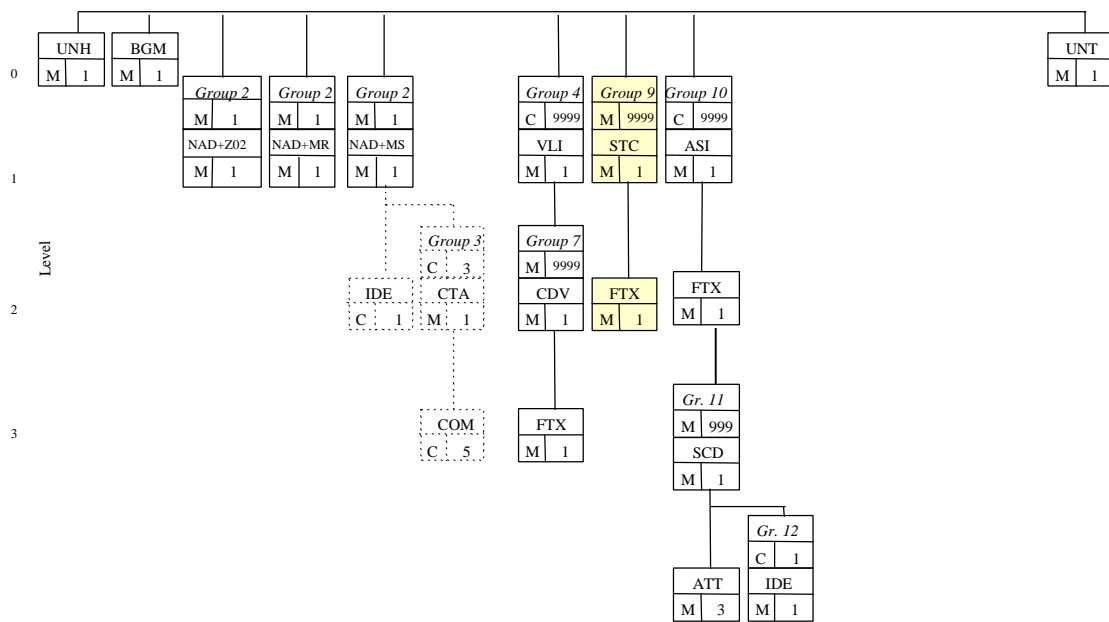 UNH BGM UNT
M 1 M 1 M 1
0
Group 2 Group 2 Group 2 Group 4 Group 9 Group 10
M 1 M 1 M 1 C 9999 M 9999 C 9999
NAD+Z02 NAD+MR NAD+MS VLI STC ASI
M 1 M 1 M 1 M 1 M 1 M 1
1
Level
Group 3 Group 7
C 3 M 9999
IDE CTA CDV FTX FTX
C 1 M 1 M 1 M 1 M 1
2
Gr. 11
M 999
COM FTX SCD
C 5 M 1 M 1
3
Gr. 12
C 1
ATT IDE
M 3 M 1